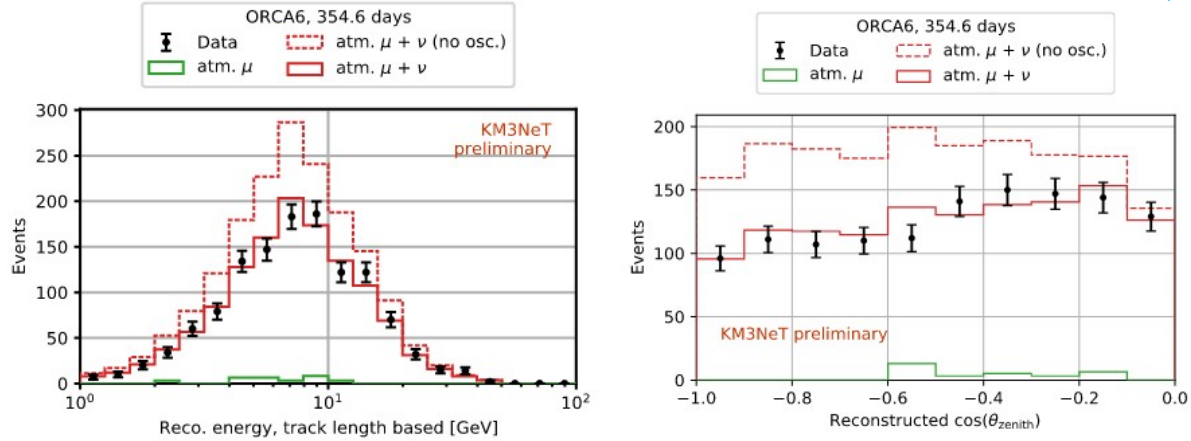 ORCA6, 354.6 days
Data
atm. μ + ν (no osc.)
atm. μ
atm. μ + ν
KM3NeT
preliminary
Events
300
250
200
150
100
50
0
10⁰
10¹
10²
Reco. energy, track length based [GeV]
ORCA6, 354.6 days
Data
atm. μ + ν (no osc.)
atm. μ
atm. μ + ν
Events
200
150
100
50
0
KM3NeT preliminary
−1.0
−0.8
−0.6
−0.4
−0.2
0.0
Reconstructed cos(θzenith)